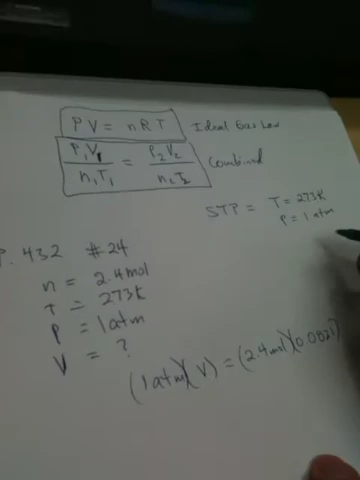 PV = nRT Ideal Gas Law
P₁V₁/n₁T₁ = P₂V₂/n₂T₂ Combined
STP = T = 273K
P = 1 atm
P. 432 #24
n = 2.4 mol
T = 273K
P = 1 atm
V = ?
(1 atm)(V) = (2.4 mol)(0.0821)